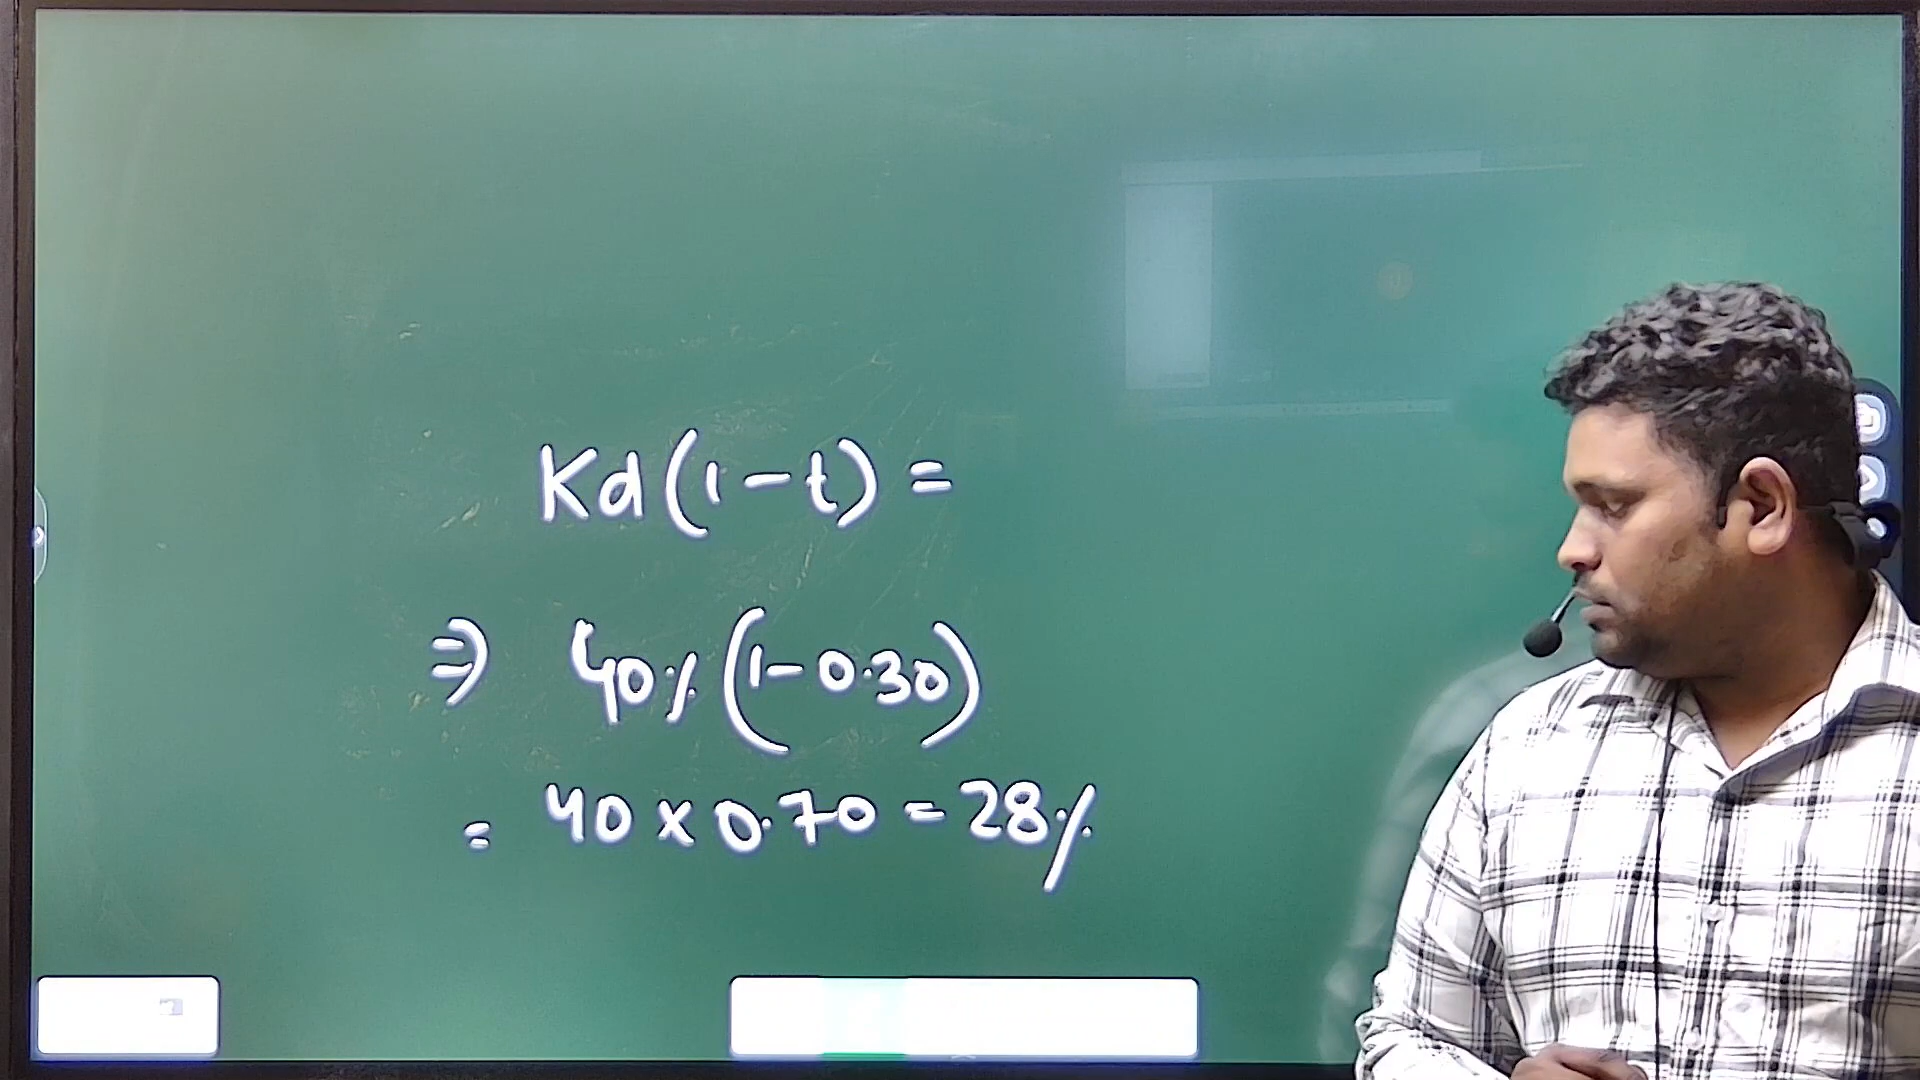 Kd(1-t) =
⇒ 40% (1-0.30)
= 40 × 0.70 = 28%